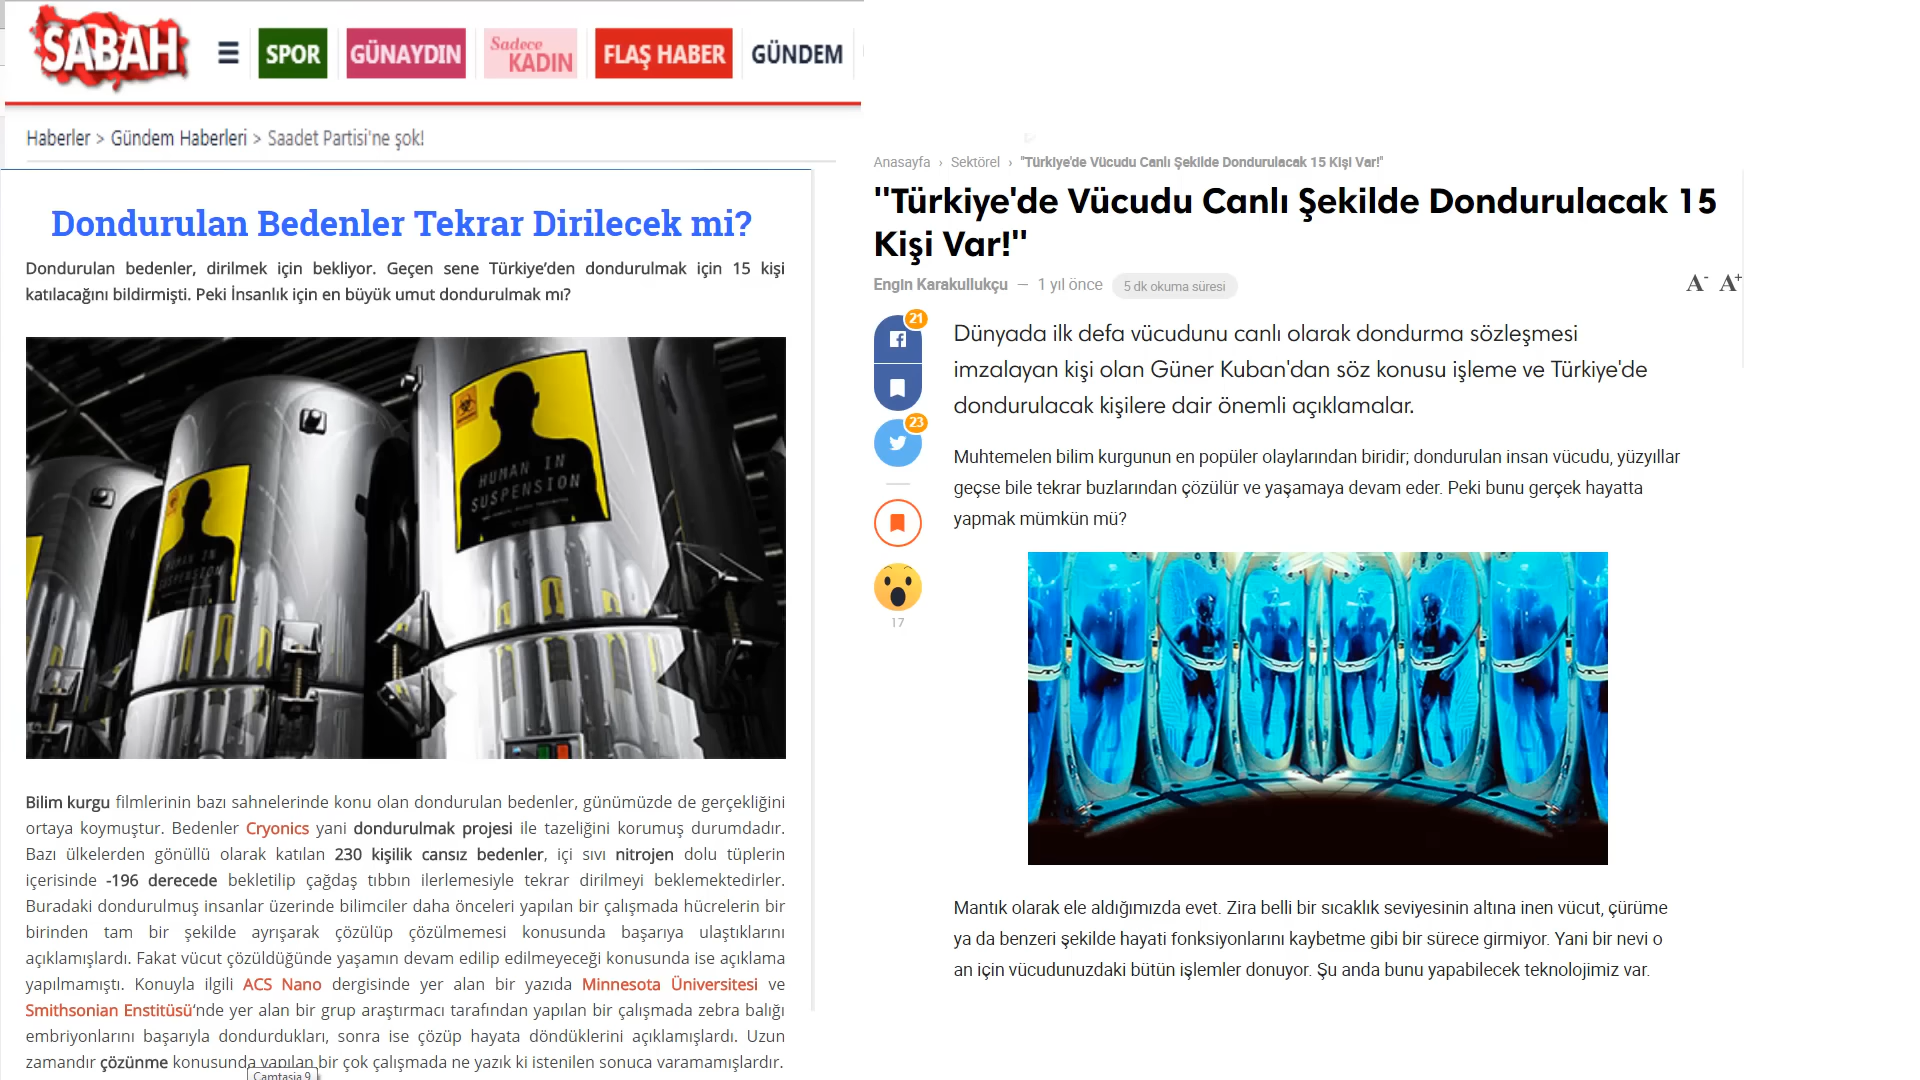 SABAH
SPOR
GÜNAYDIN
Sadece
KADIN
FLAŞ HABER
GÜNDEM
Haberler > Gündem Haberleri > Saadet Partisi'ne şok!
Dondurulan Bedenler Tekrar Dirilecek mi?
Dondurulan bedenler, dirilmek için bekliyor. Geçen sene Türkiye’den dondurulmak için 15 kişi
katılacağını bildirmişti. Peki İnsanlık için en büyük umut dondurulmak mı?
HUMAN IN
SUSPENSION
HUMAN IN
SUSPENSION
Bilim kurgu filmlerinin bazı sahnelerinde konu olan dondurulan bedenler, günümüzde de gerçekliğini
ortaya koymuştur. Bedenler Cryonics yani dondurulmak projesi ile tazeliğini korumuş durumdadır.
Bazı ülkelerden gönüllü olarak katılan 230 kişilik cansız bedenler, içi sıvı nitrojen dolu tüplerin
içerisinde -196 derecede bekletilip çağdaş tıbbın ilerlemesiyle tekrar dirilmeyi beklemektedirler.
Buradaki dondurulmuş insanlar üzerinde bilimciler daha önceleri yapılan bir çalışmada hücrelerin bir
birinden tam bir şekilde ayrışarak çözülüp çözülmemesi konusunda başarıya ulaştıklarını
açıklamışlardı. Fakat vücut çözüldüğünde yaşamın devam edilip edilmeyeceği konusunda ise açıklama
yapılmamıştı. Konuyla ilgili ACS Nano dergisinde yer alan bir yazıda Minnesota Üniversitesi ve
Smithsonian Enstitüsü‘nde yer alan bir grup araştırmacı tarafından yapılan bir çalışmada zebra balığı
embriyonlarını başarıyla dondurdukları, sonra ise çözüp hayata döndüklerini açıklamışlardı. Uzun
zamandır çözünme konusunda yapılan bir çok çalışmada ne yazık ki istenilen sonuca varamamışlardır.
Camtasia 9
Anasayfa › Sektörel › "Türkiye'de Vücudu Canlı Şekilde Dondurulacak 15 Kişi Var!"
"Türkiye'de Vücudu Canlı Şekilde Dondurulacak 15
Kişi Var!"
Engin Karakullukçu — 1 yıl önce 5 dk okuma süresi
A- A+
21
23
17
Dünyada ilk defa vücudunu canlı olarak dondurma sözleşmesi
imzalayan kişi olan Güner Kuban'dan söz konusu işleme ve Türkiye'de
dondurulacak kişilere dair önemli açıklamalar.
Muhtemelen bilim kurgunun en popüler olaylarından biridir; dondurulan insan vücudu, yüzyıllar
geçse bile tekrar buzlarından çözülür ve yaşamaya devam eder. Peki bunu gerçek hayatta
yapmak mümkün mü?
Mantık olarak ele aldığımızda evet. Zira belli bir sıcaklık seviyesinin altına inen vücut, çürüme
ya da benzeri şekilde hayati fonksiyonlarını kaybetme gibi bir sürece girmiyor. Yani bir nevi o
an için vücudunuzdaki bütün işlemler donuyor. Şu anda bunu yapabilecek teknolojimiz var.